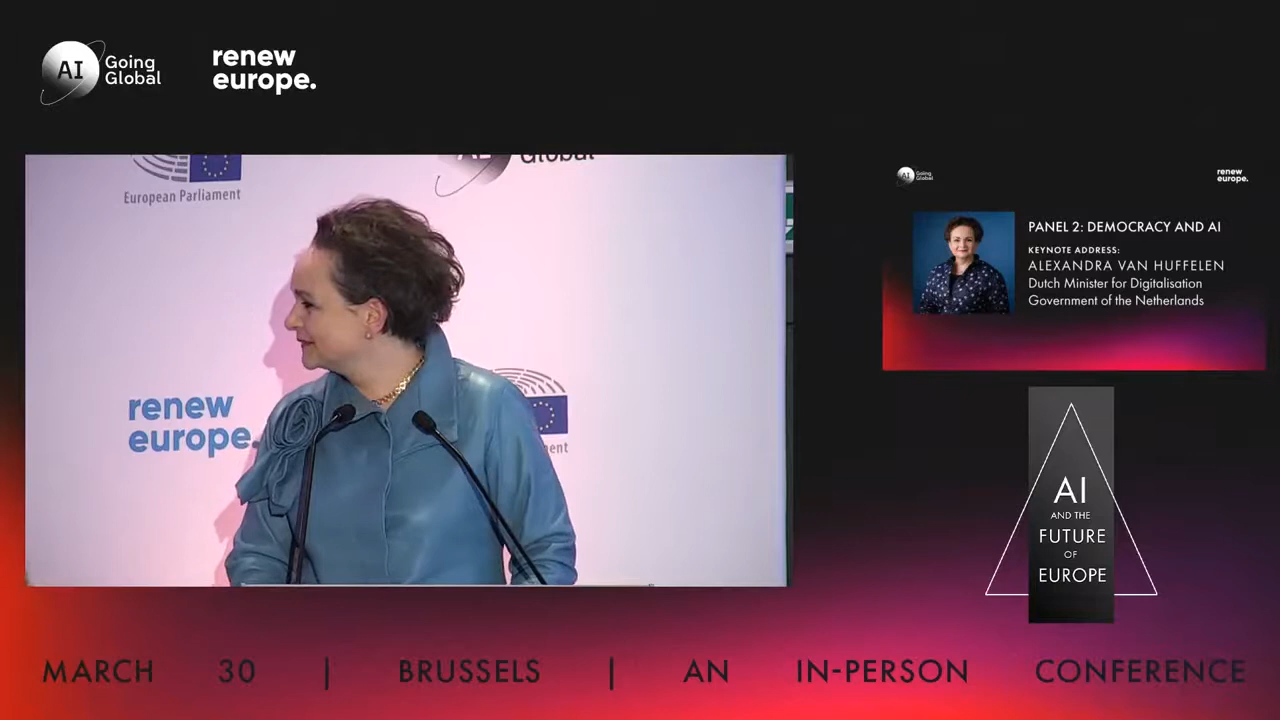 AI
Going
Global
renew
europe.
European Parliament
Global
renew
europe.
AI
Going
Global
renew
europe.
PANEL 2: DEMOCRACY AND AI
KEYNOTE ADDRESS:
ALEXANDRA VAN HUFFELEN
Dutch Minister for Digitalisation
Government of the Netherlands
AI
AND THE
FUTURE
OF
EUROPE
MARCH 30 | BRUSSELS | AN IN-PERSON CONFERENCE